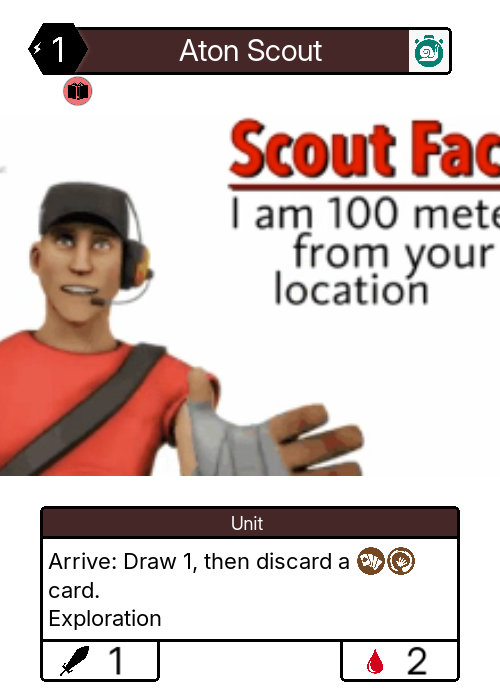 1
Aton Scout
Scout Fac
I am 100 mete
from your
location
Unit
Arrive: Draw 1, then discard a
card.
Exploration
1
2